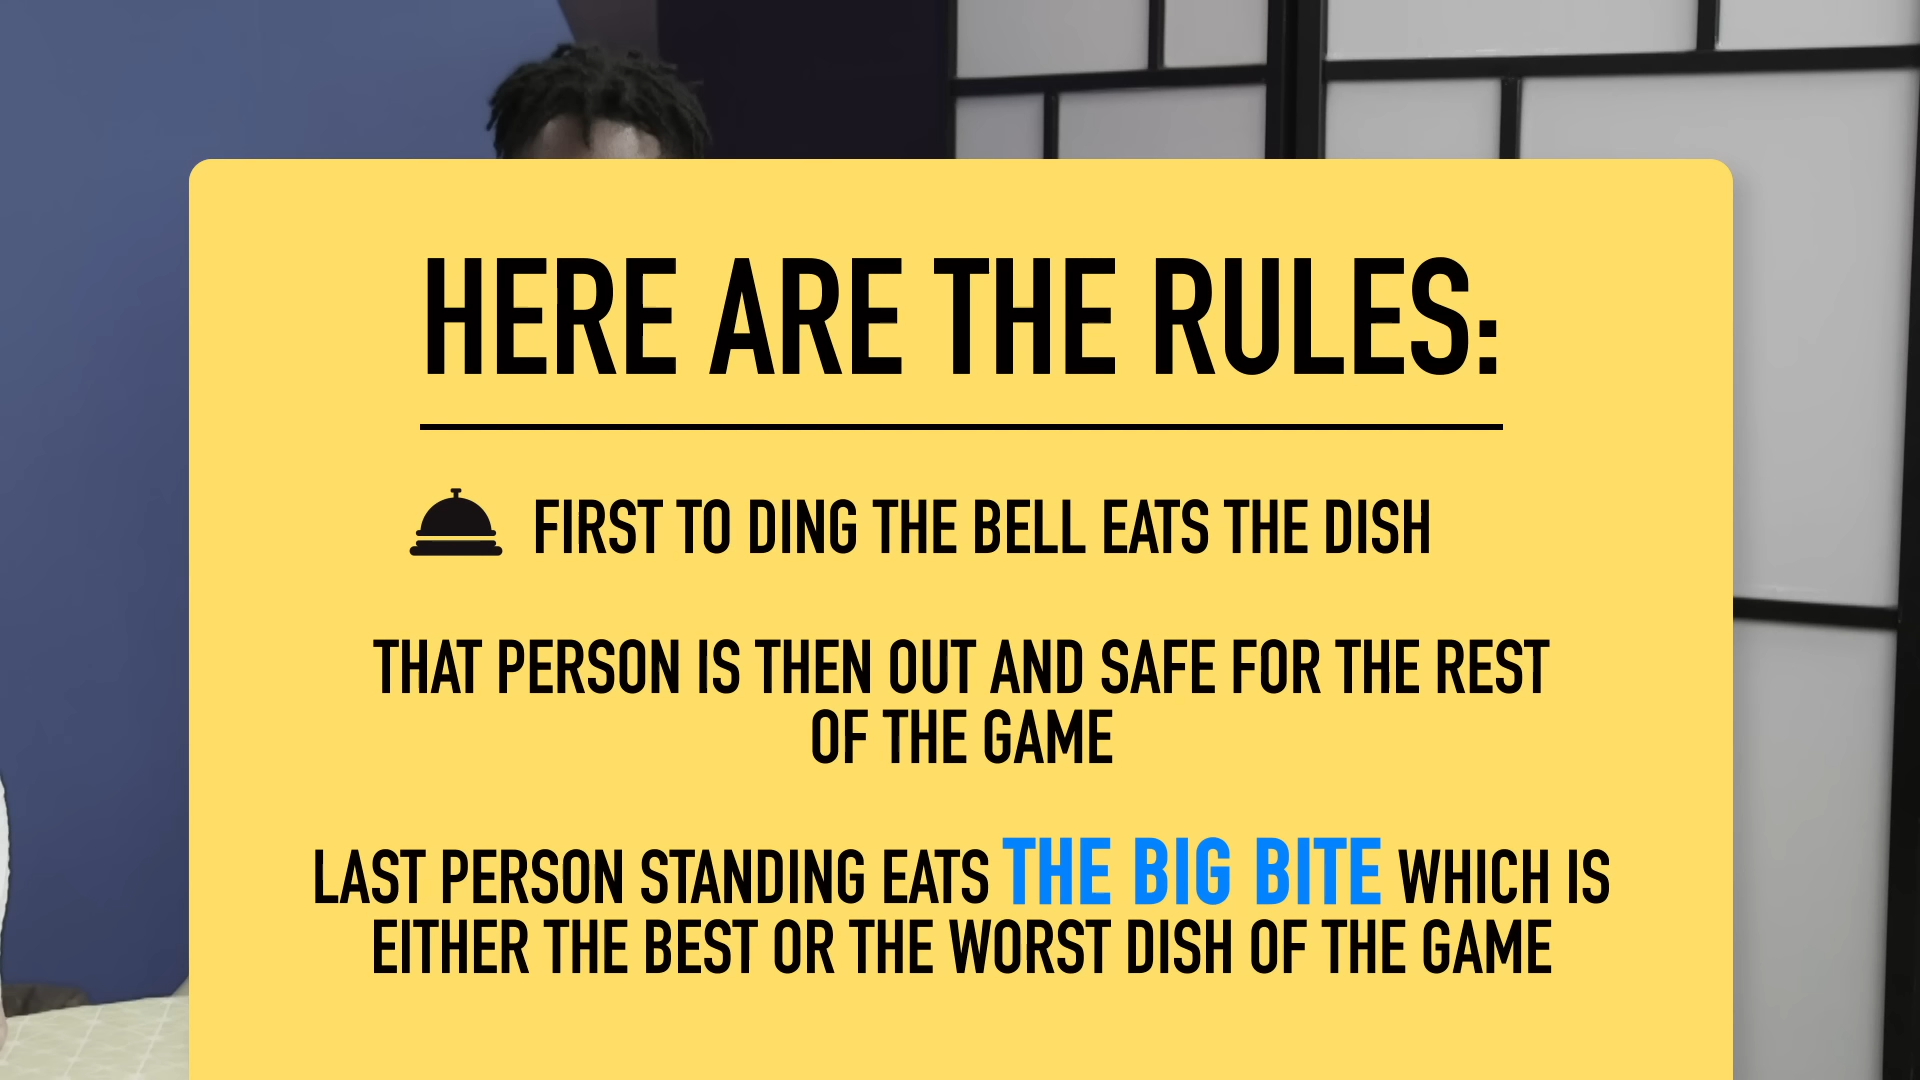 HERE ARE THE RULES:
FIRST TO DING THE BELL EATS THE DISH
THAT PERSON IS THEN OUT AND SAFE FOR THE REST
OF THE GAME
LAST PERSON STANDING EATS THE BIG BITE WHICH IS
EITHER THE BEST OR THE WORST DISH OF THE GAME